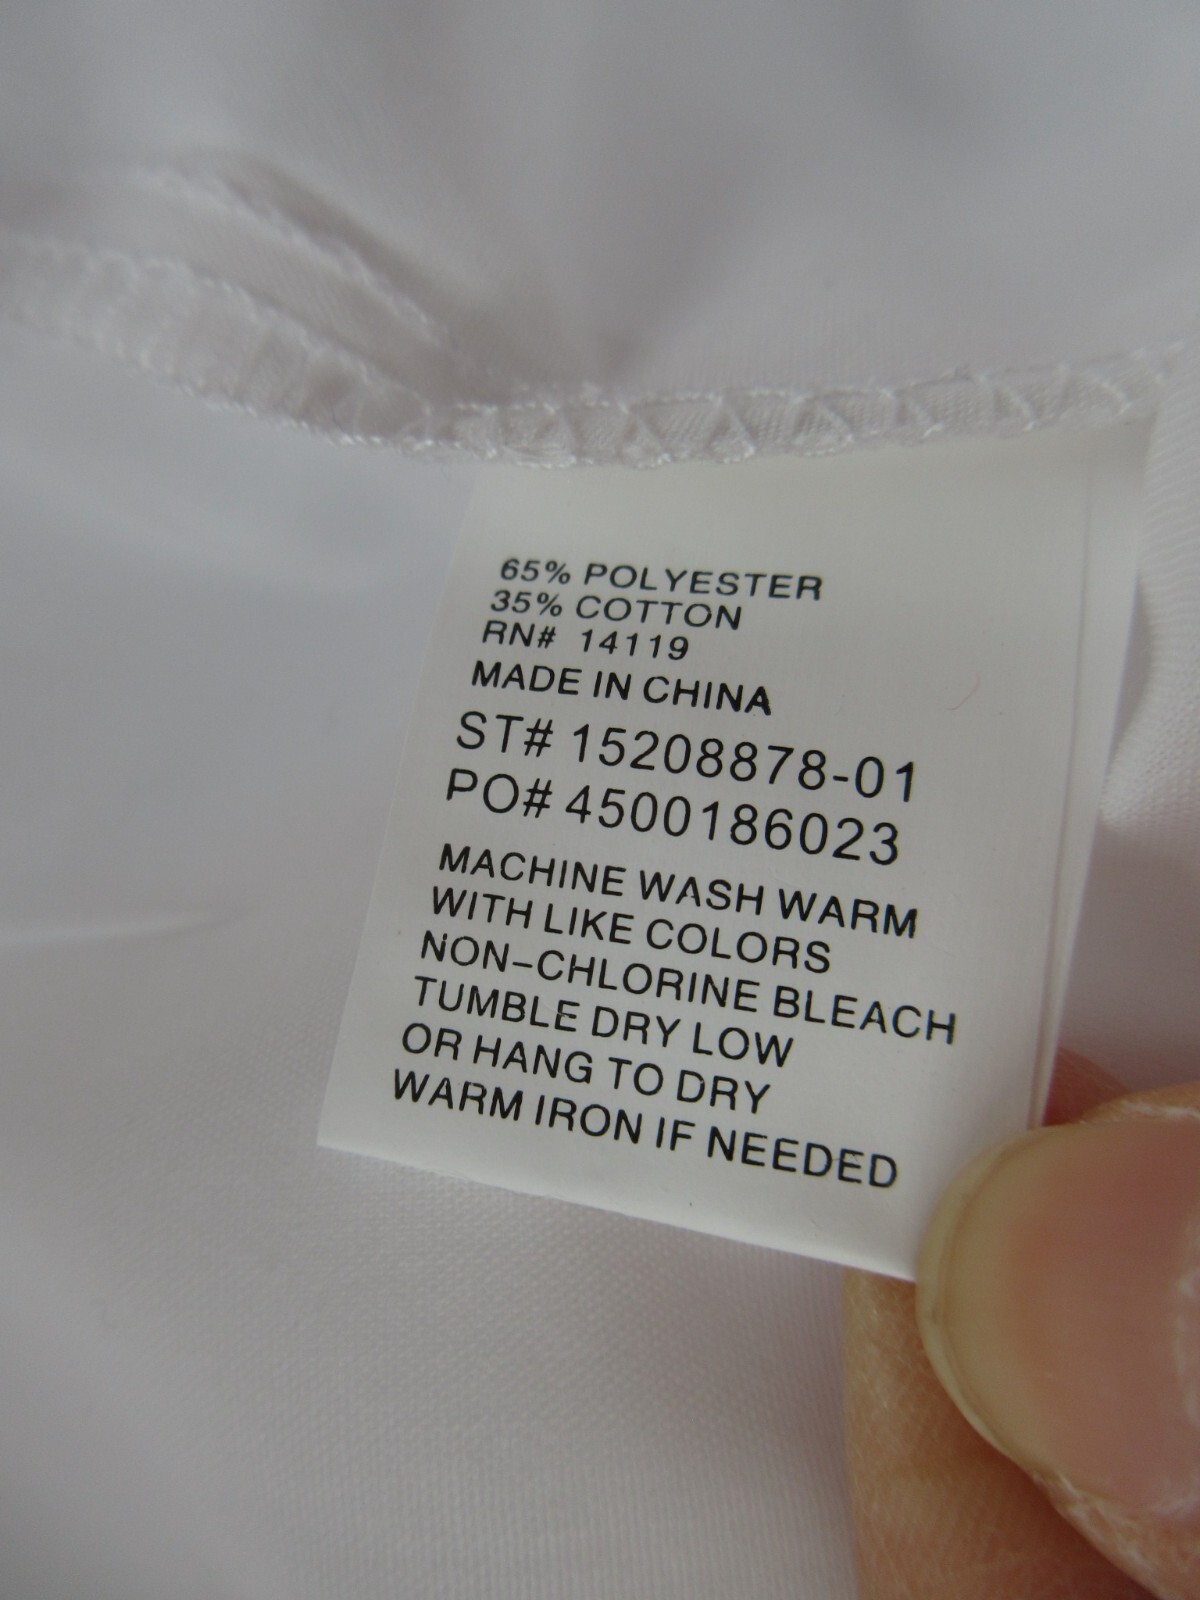 65% POLYESTER
35% COTTON
RN# 14119
MADE IN CHINA
ST# 15208878-01
PO# 4500186023
MACHINE WASH WARM
WITH LIKE COLORS
NON-CHLORINE BLEACH
TUMBLE DRY LOW
OR HANG TO DRY
WARM IRON IF NEEDED